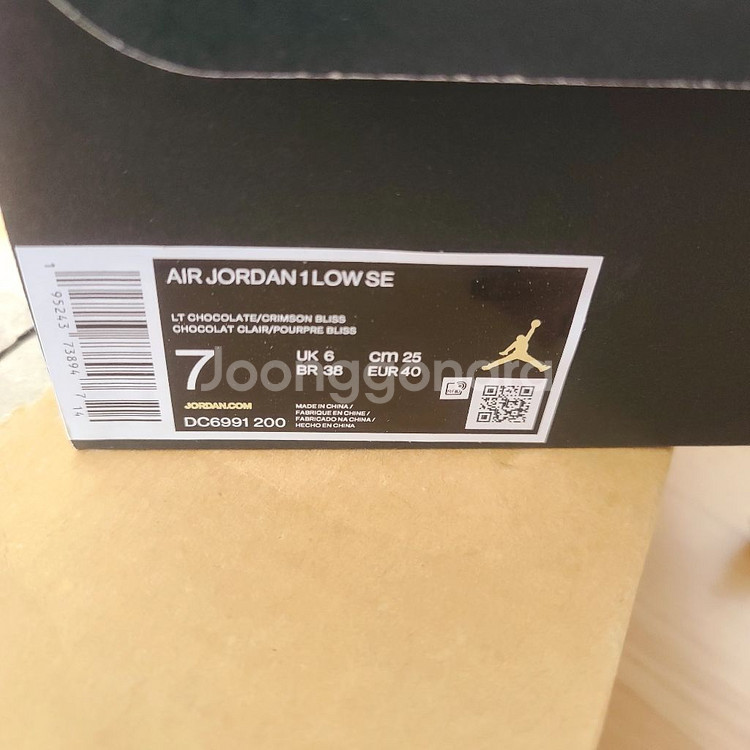 AIR JORDAN 1 LOW SE
LT CHOCOLATE/CRIMSON BLISS
CHOCOLAT CLAIR/POURPRE BLISS
7
UK 6
CM 25
BR 38
EUR 40
Joonggonara
JORDAN.COM
DC6991 200
MADE IN CHINA /
FABRIQUE EN CHINE /
FABRICADO NA CHINA /
HECHO EN CHINA
1 95243 73894 7 14